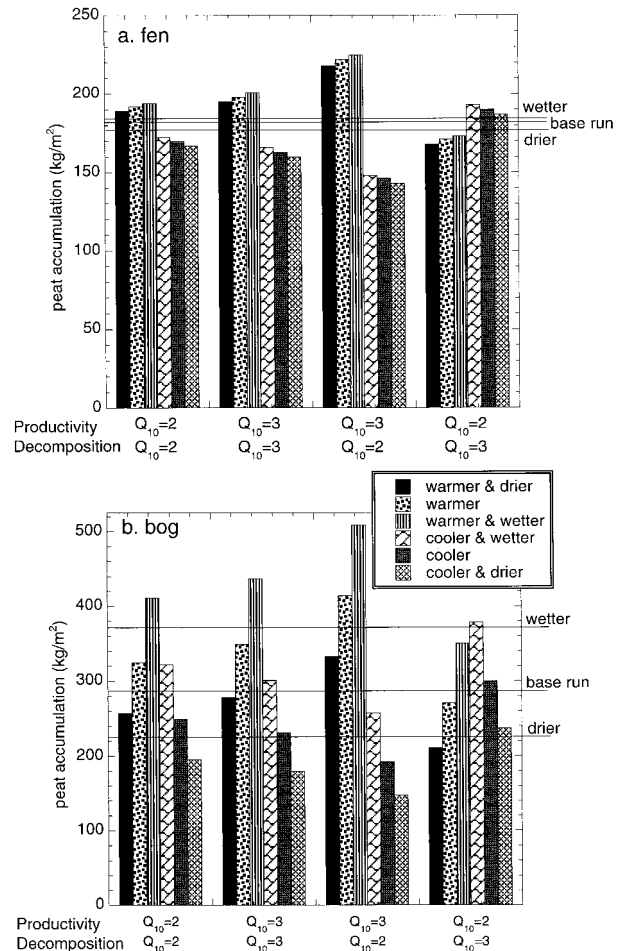 250
a. fen
200
wetter
base run
drier
150
100
50
0
peat accumulation (kg/m²)
Productivity Q₁₀=2 Q₁₀=3 Q₁₀=3 Q₁₀=2
Decomposition Q₁₀=2 Q₁₀=3 Q₁₀=2 Q₁₀=3
warmer & drier
warmer
warmer & wetter
cooler & wetter
cooler
cooler & drier
b. bog
500
400
wetter
300
base run
drier
200
100
0
peat accumulation (kg/m²)
Productivity Q₁₀=2 Q₁₀=3 Q₁₀=3 Q₁₀=2
Decomposition Q₁₀=2 Q₁₀=3 Q₁₀=2 Q₁₀=3